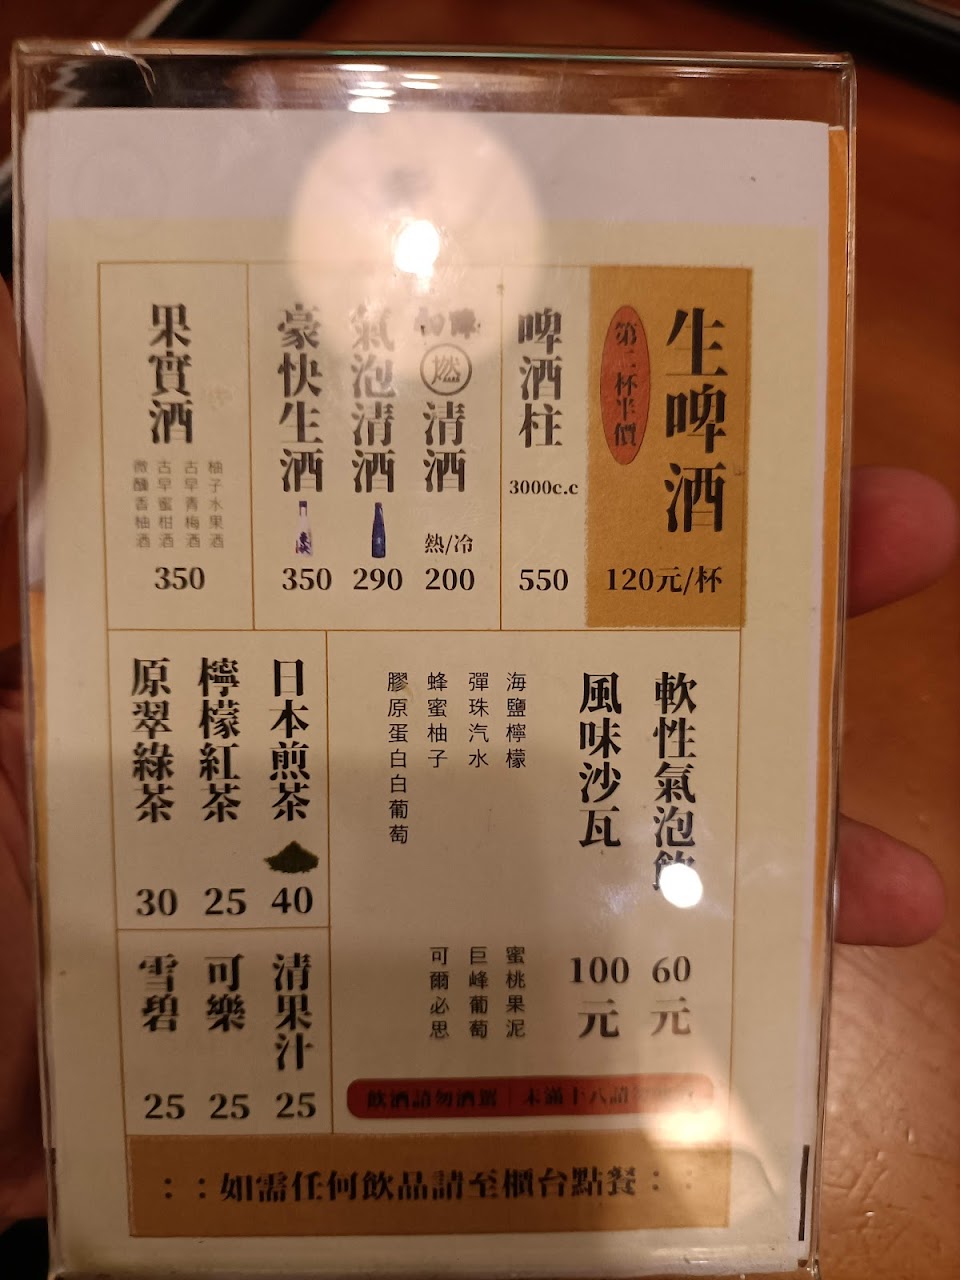 生啤酒
第二杯半價
120元/杯
啤酒柱
3000c.c
550
燃
清酒
熱/冷
200
氣泡清酒
290
豪快生酒
350
果實酒
柚子水果酒
古早青梅酒
古早蜜柑酒
微醺香柚酒
350
軟性氣泡飲
60元
風味沙瓦
100元
海鹽檸檬
彈珠汽水
蜂蜜柚子
膠原蛋白白葡萄
蜜桃果泥
巨峰葡萄
可爾必思
日本煎茶
40
檸檬紅茶
25
原翠綠茶
30
清果汁
25
可樂
25
雪碧
25
飲酒請勿酒駕｜未滿十八請
::如需任何飲品請至櫃台點餐::